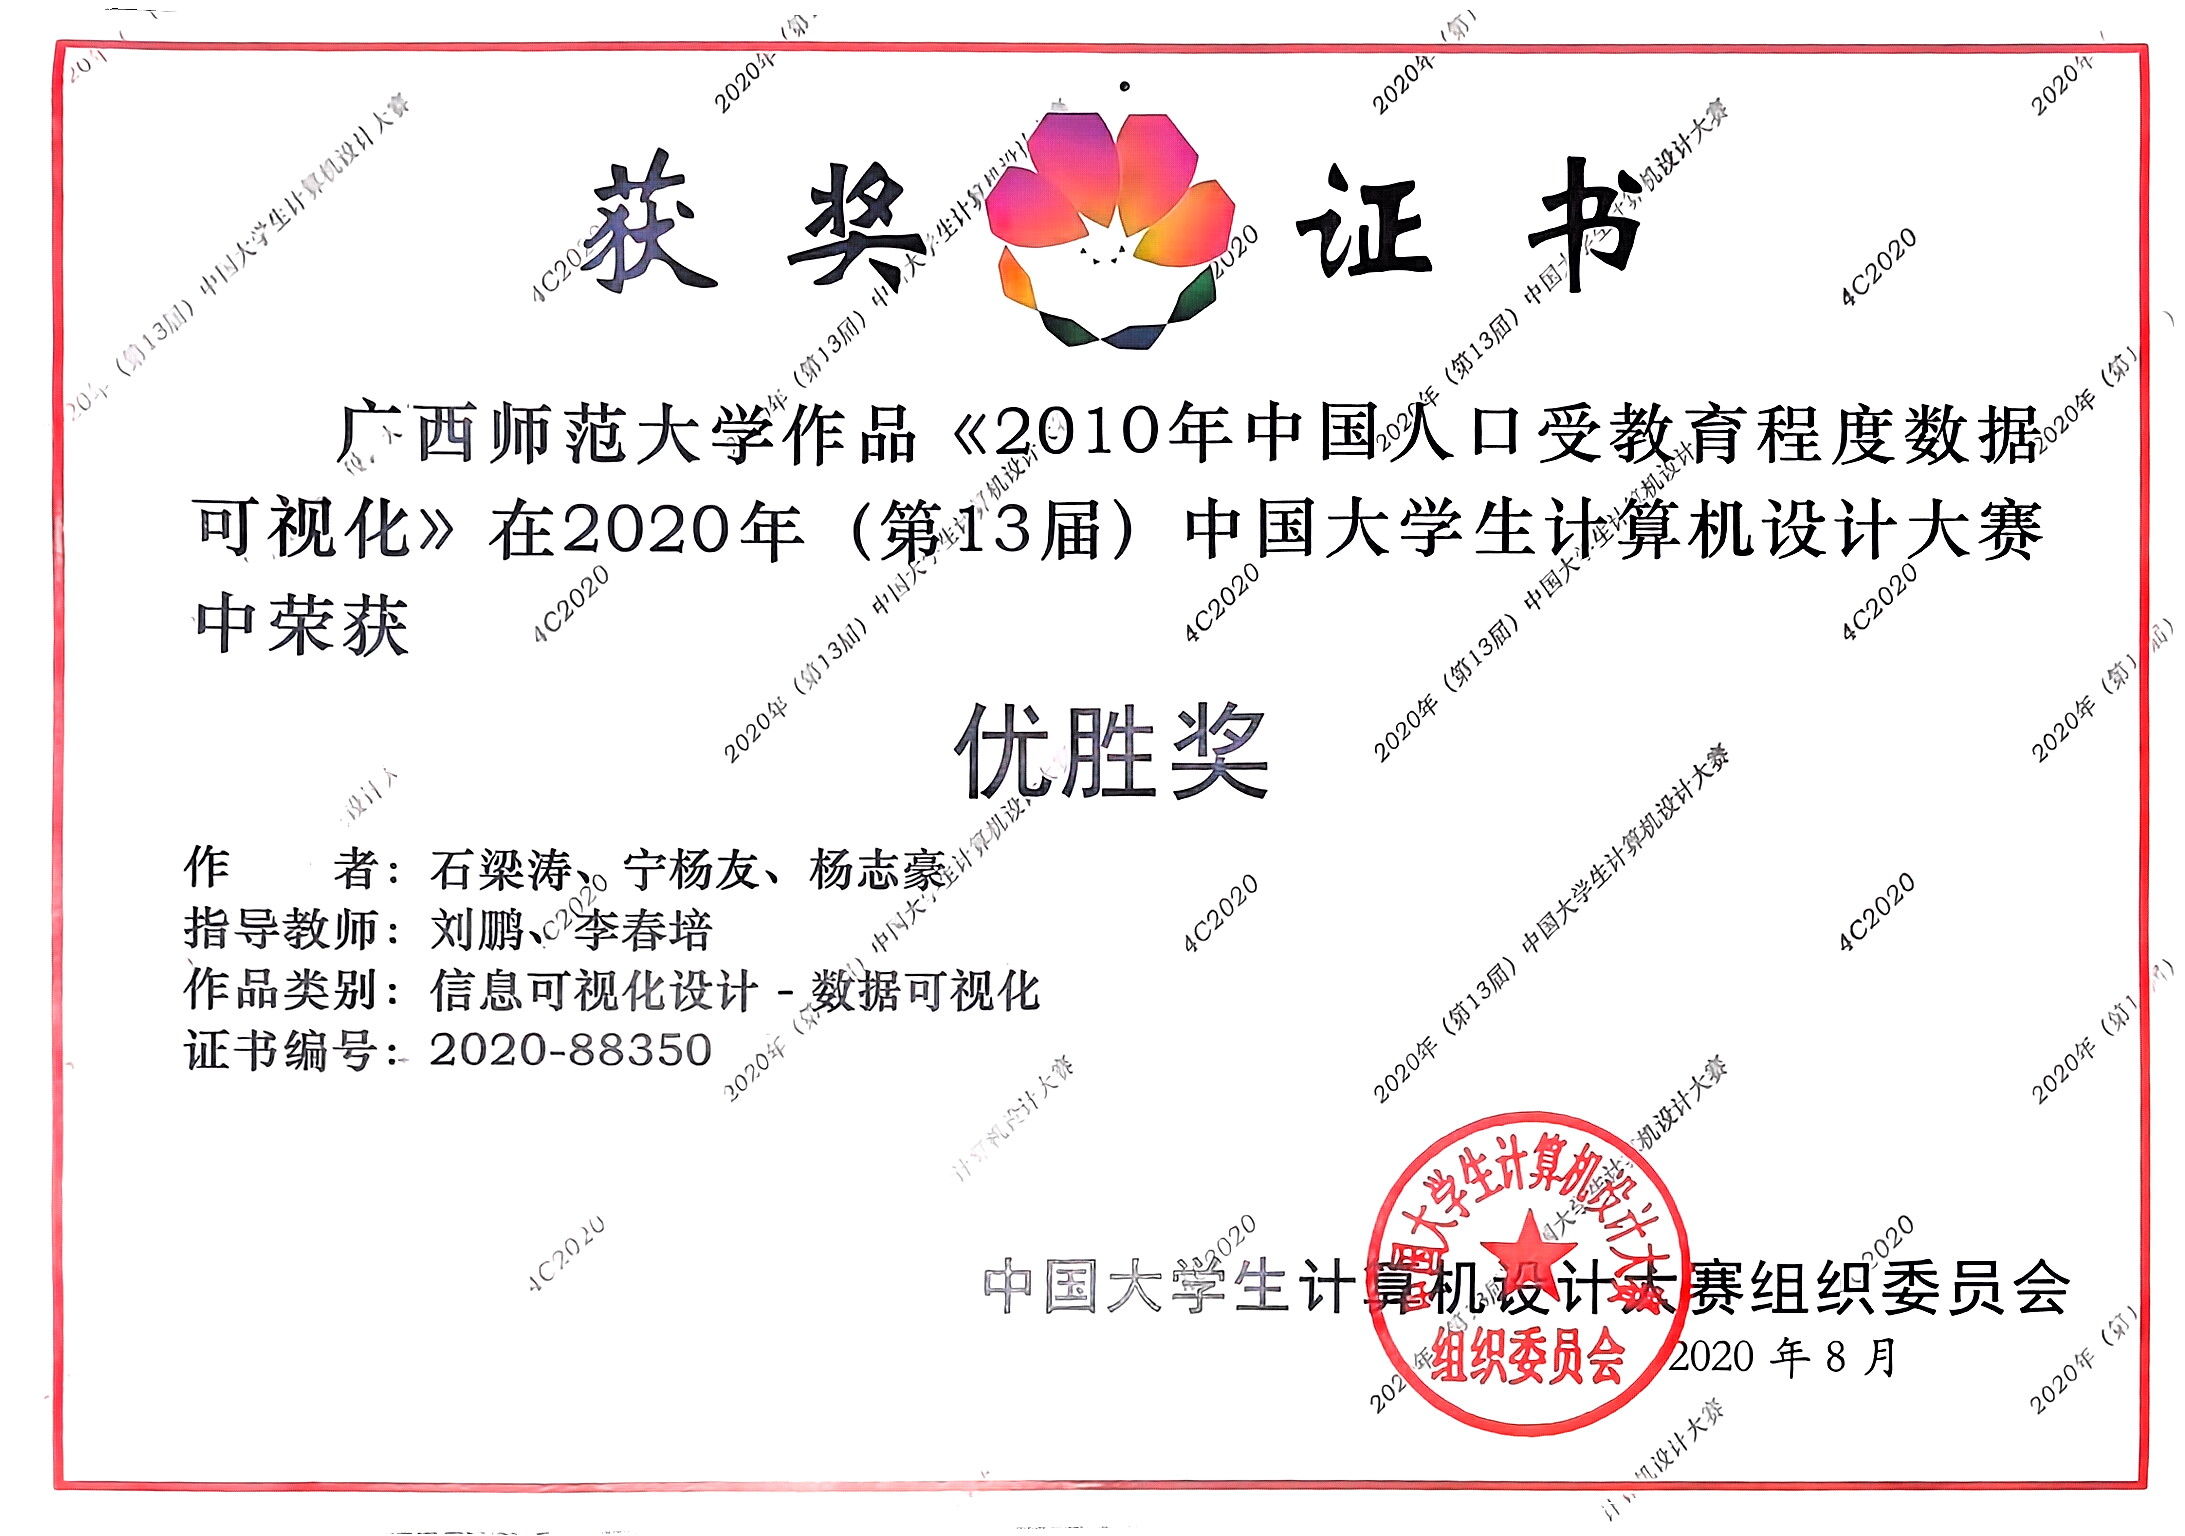 获奖证书
广西师范大学作品《2010年中国人口受教育程度数据
可视化》在2020年（第13届）中国大学生计算机设计大赛
中荣获
优胜奖
作 者：石梁涛、宁杨友、杨志豪
指导教师：刘鹏、李春培
作品类别：信息可视化设计－数据可视化
证书编号：2020-88350
中国大学生计算机设计大赛组织委员会
2020 年 8 月
中国大学生计算机设计大赛
组织委员会
2020年（第13届）中国大学生计算机设计大赛
4C2020